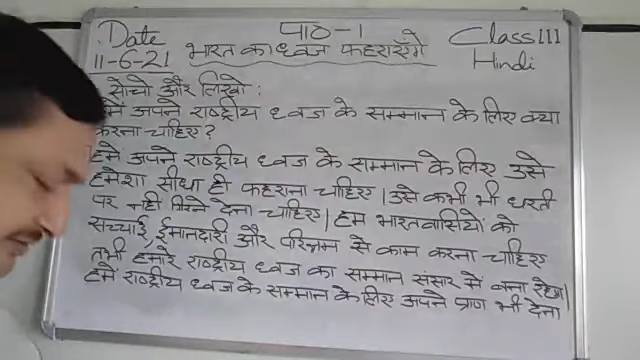 Date पाठ-1 Class III
11-6-21 भारत का ध्वज फहराएंगे Hindi
सोचो और लिखो :
हमें अपने राष्ट्रीय ध्वज के सम्मान के लिए क्या
करना चाहिए?
हमें अपने राष्ट्रीय ध्वज के सम्मान के लिए उसे
हमेशा सीधा ही फहराना चाहिए। उसे कभी भी धरती
पर नहीं गिरने देना चाहिए। हम भारतवासियों को
सच्चाई, ईमानदारी और परिश्रम से काम करना चाहिए
तभी हमारे राष्ट्रीय ध्वज का सम्मान संसार में बना रहेगा।
हमें राष्ट्रीय ध्वज के सम्मान के लिए अपने प्राण भी देना